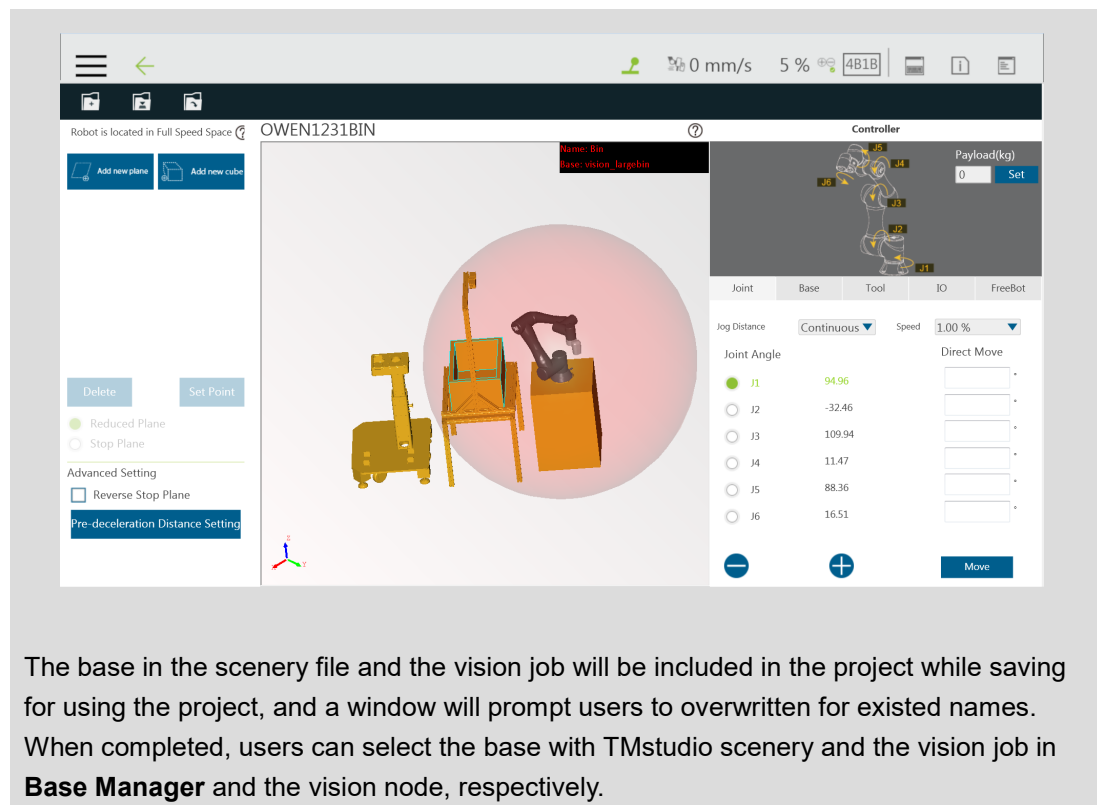 0 mm/s 5 % 4B1B
Robot is located in Full Speed Space
OWEN1231BIN
Controller
Add new plane
Add new cube
Name: Bin
Base: vision_largebin
J5
J4
J6
J3
J2
J1
Payload(kg)
0 Set
Joint Base Tool IO FreeBot
Jog Distance Continuous Speed 1.00 %
Joint Angle Direct Move
J1 94.96 °
J2 -32.46 °
J3 109.94 °
J4 11.47 °
J5 88.36 °
J6 16.51 °
Move
Delete Set Point
Reduced Plane
Stop Plane
Advanced Setting
Reverse Stop Plane
Pre-deceleration Distance Setting
Z
Y
The base in the scenery file and the vision job will be included in the project while saving
for using the project, and a window will prompt users to overwritten for existed names.
When completed, users can select the base with TMstudio scenery and the vision job in
Base Manager and the vision node, respectively.